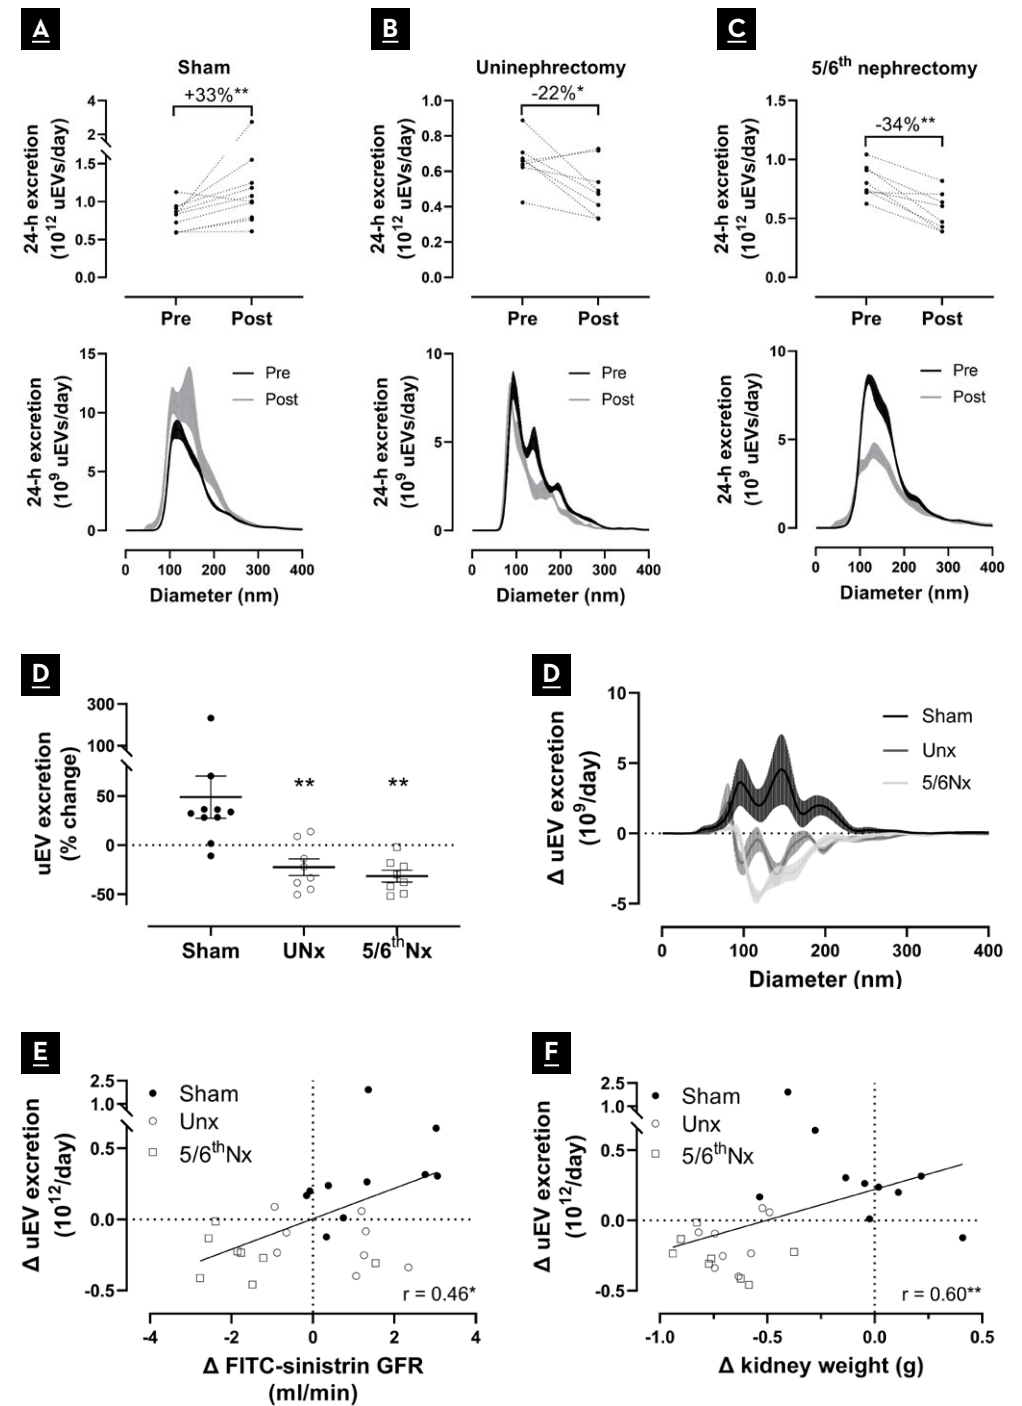 A
B
C
Sham
Uninephrectomy
5/6th nephrectomy
24-h excretion
(10^12 uEVs/day)
4
2
1.5
1.0
0.5
0.0
+33%**
Pre
Post
24-h excretion
(10^12 uEVs/day)
1.0
0.8
0.6
0.4
0.2
0.0
-22%*
Pre
Post
24-h excretion
(10^12 uEVs/day)
1.5
1.0
0.5
0.0
-34%**
Pre
Post
24-h excretion
(10^9 uEVs/day)
15
10
5
0
Pre
Post
0 100 200 300 400
Diameter (nm)
24-h excretion
(10^9 uEVs/day)
10
5
0
Pre
Post
0 100 200 300 400
Diameter (nm)
24-h excretion
(10^9 uEVs/day)
10
5
0
Pre
Post
0 100 200 300 400
Diameter (nm)
D
uEV excretion
(% change)
300
100
50
0
-50
**
**
Sham UNx 5/6thNx
D
Δ uEV excretion
(10^9/day)
10
5
0
-5
Sham
Unx
5/6Nx
0 100 200 300 400
Diameter (nm)
E
Δ uEV excretion
(10^12/day)
2.5
1.0
0.5
0.0
-0.5
Sham
Unx
5/6thNx
r = 0.46*
-4 -2 0 2 4
Δ FITC-sinistrin GFR
(ml/min)
F
Δ uEV excretion
(10^12/day)
2.5
1.0
0.5
0.0
-0.5
Sham
Unx
5/6thNx
r = 0.60**
-1.0 -0.5 0.0 0.5
Δ kidney weight (g)